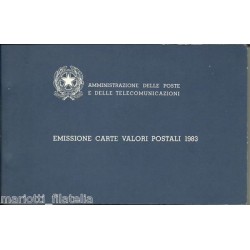 AMMINISTRAZIONE DELLE POSTE
E DELLE TELECOMUNICAZIONI
EMISSIONE CARTE VALORI POSTALI 1983
mariotti_filatelia